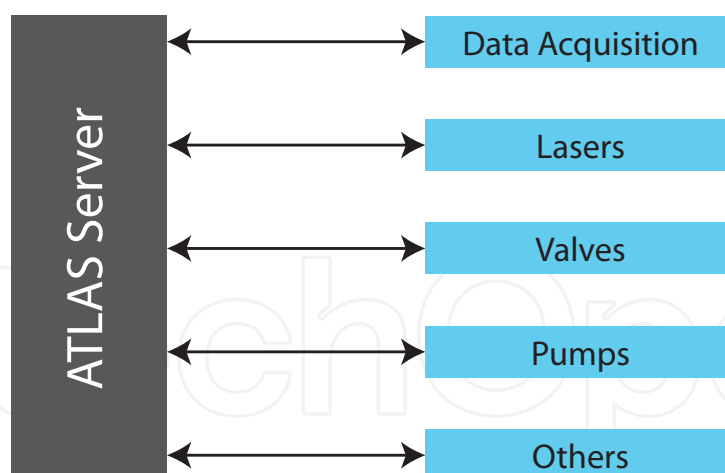 ATLAS Server
Data Acquisition
Lasers
Valves
Pumps
Others